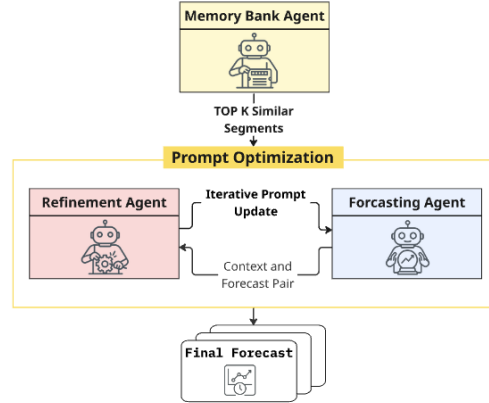 Memory Bank Agent
TOP K Similar
Segments
Prompt Optimization
Refinement Agent
Iterative Prompt
Update
Forcasting Agent
Context and
Forecast Pair
Final Forecast